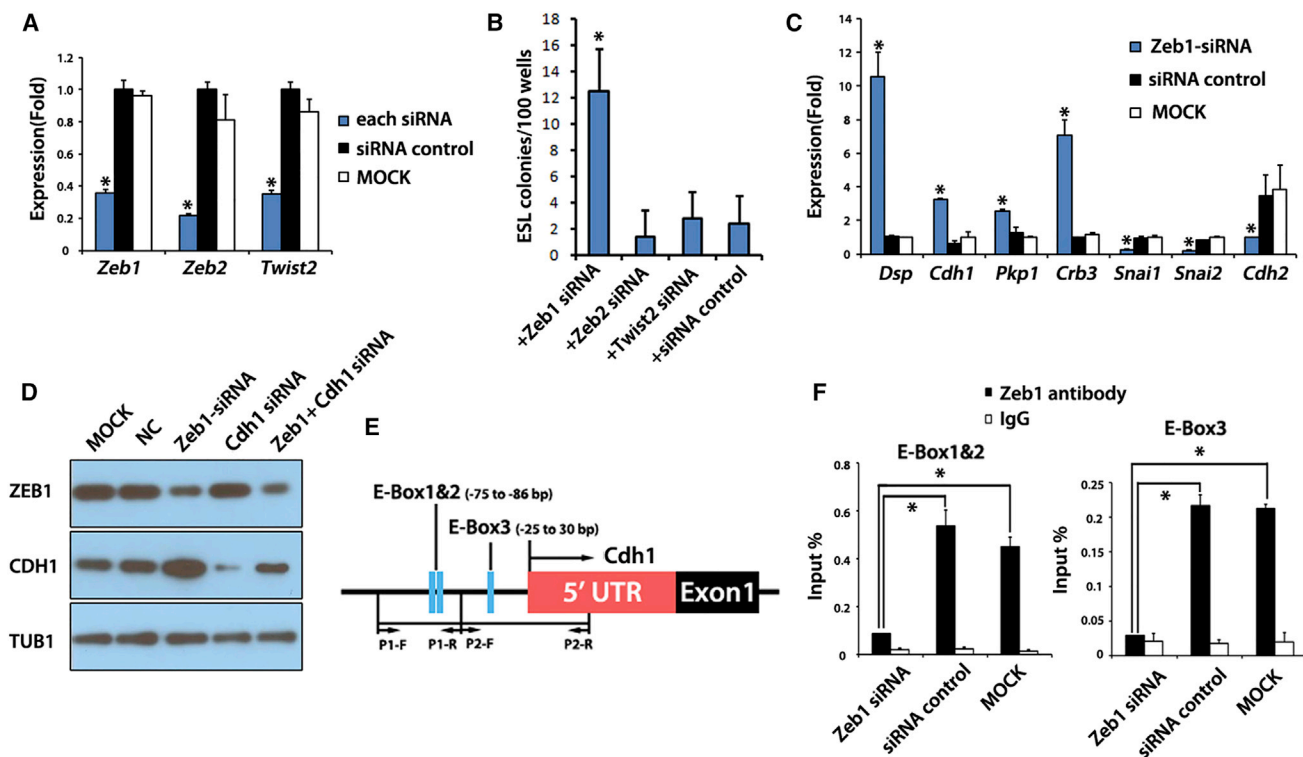 A
Expression(Fold)
1.2
1.0
0.8
0.6
0.4
0.2
0
*
*
*
Zeb1 Zeb2 Twist2
each siRNA
siRNA control
MOCK
B
ESL colonies/100 wells
18
16
14
12
10
8
6
4
2
0
*
+Zeb1 siRNA
+Zeb2 siRNA
+Twist2 siRNA
+siRNA control
C
Expression(Fold)
14
12
10
8
6
4
2
0
* * * * * * *
Dsp Cdh1 Pkp1 Crb3 Snai1 Snai2 Cdh2
Zeb1-siRNA
siRNA control
MOCK
D
MOCK
NC
Zeb1-siRNA
Cdh1 siRNA
Zeb1+Cdh1 siRNA
ZEB1
CDH1
TUB1
E
E-Box1&2 (-75 to -86 bp)
E-Box3 (-25 to 30 bp)
Cdh1
5′ UTR Exon1
P1-F P1-R P2-F P2-R
F
Zeb1 antibody
IgG
E-Box1&2
Input %
0.8
0.6
0.4
0.2
0
*
*
Zeb1 siRNA
siRNA control
MOCK
E-Box3
Input %
0.25
0.20
0.15
0.10
0.05
0
*
*
Zeb1 siRNA
siRNA control
MOCK